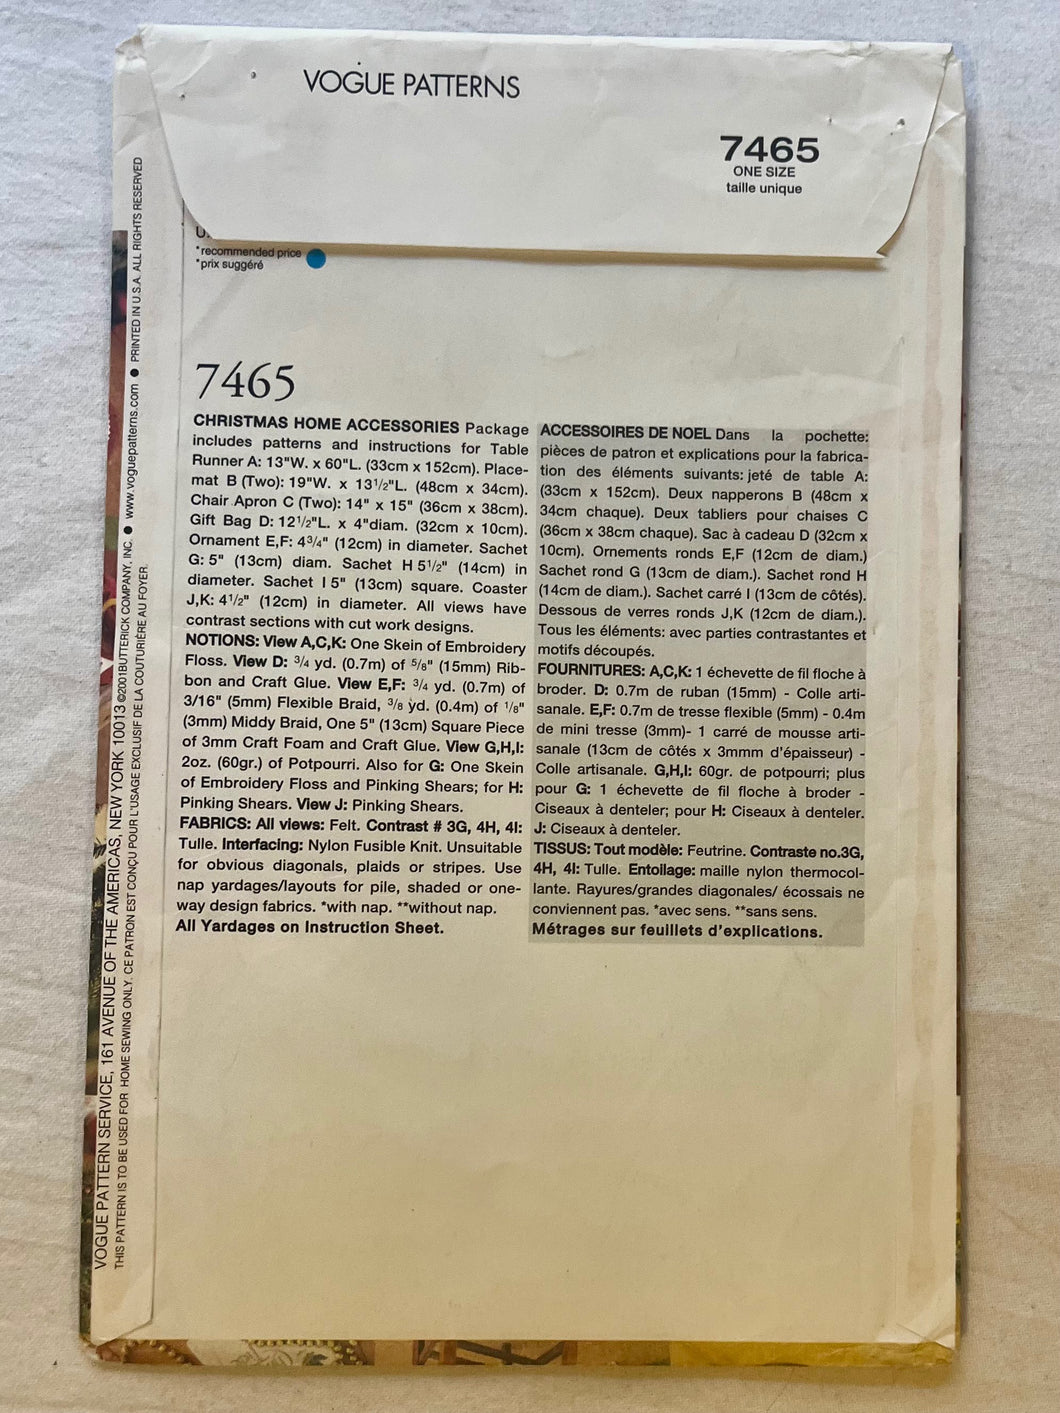 VOGUE PATTERNS
7465
ONE SIZE
taille unique
*recommended price
*prix suggéré
7465
CHRISTMAS HOME ACCESSORIES Package
includes patterns and instructions for Table
Runner A: 13"W. x 60"L. (33cm x 152cm). Place-
mat B (Two): 19"W. x 13 1/2"L. (48cm x 34cm).
Chair Apron C (Two): 14" x 15" (36cm x 38cm).
Gift Bag D: 12 1/2"L. x 4"diam. (32cm x 10cm).
Ornament E,F: 4 3/4" (12cm) in diameter. Sachet
G: 5" (13cm) diam. Sachet H 5 1/2" (14cm) in
diameter. Sachet I 5" (13cm) square. Coaster
J,K: 4 1/2" (12cm) in diameter. All views have
contrast sections with cut work designs.
NOTIONS: View A,C,K: One Skein of Embroidery
Floss. View D: 3/4 yd. (0.7m) of 5/8" (15mm) Rib-
bon and Craft Glue. View E,F: 3/4 yd. (0.7m) of
3/16" (5mm) Flexible Braid, 3/8 yd. (0.4m) of 1/8"
(3mm) Middy Braid, One 5" (13cm) Square Piece
of 3mm Craft Foam and Craft Glue. View G,H,I:
2oz. (60gr.) of Potpourri. Also for G: One Skein
of Embroidery Floss and Pinking Shears; for H:
Pinking Shears. View J: Pinking Shears.
FABRICS: All views: Felt. Contrast # 3G, 4H, 4I:
Tulle. Interfacing: Nylon Fusible Knit. Unsuitable
for obvious diagonals, plaids or stripes. Use
nap yardages/layouts for pile, shaded or one-
way design fabrics. *with nap. **without nap.
All Yardages on Instruction Sheet.
ACCESSOIRES DE NOEL Dans la pochette:
pièces de patron et explications pour la fabrica-
tion des éléments suivants: jeté de table A:
(33cm x 152cm). Deux napperons B (48cm x
34cm chaque). Deux tabliers pour chaises C
(36cm x 38cm chaque). Sac à cadeau D (32cm x
10cm). Ornements ronds E,F (12cm de diam.)
Sachet rond G (13cm de diam.). Sachet rond H
(14cm de diam.). Sachet carré I (13cm de côtés).
Dessous de verres ronds J,K (12cm de diam.).
Tous les éléments: avec parties contrastantes et
motifs découpés.
FOURNITURES: A,C,K: 1 échevette de fil floche à
broder. D: 0.7m de ruban (15mm) - Colle arti-
sanale. E,F: 0.7m de tresse flexible (5mm) - 0.4m
de mini tresse (3mm)- 1 carré de mousse arti-
sanale (13cm de côtés x 3mmm d'épaisseur) -
Colle artisanale. G,H,I: 60gr. de potpourri; plus
pour G: 1 échevette de fil floche à broder -
Ciseaux à denteler; pour H: Ciseaux à denteler.
J: Ciseaux à denteler.
TISSUS: Tout modèle: Feutrine. Contraste no.3G,
4H, 4I: Tulle. Entollage: maille nylon thermocol-
lante. Rayures/grandes diagonales/ écossais ne
conviennent pas. *avec sens. **sans sens.
Métrages sur feuillets d'explications.
VOGUE PATTERN SERVICE, 161 AVENUE OF THE AMERICAS, NEW YORK 10013 ©2001BUTTERICK COMPANY, INC. ● www.voguepatterns.com ● PRINTED IN U.S.A. ALL RIGHTS RESERVED
THIS PATTERN IS TO BE USED FOR HOME SEWING ONLY. CE PATRON EST CONÇU POUR L'USAGE EXCLUSIF DE LA COUTURIÈRE AU FOYER.